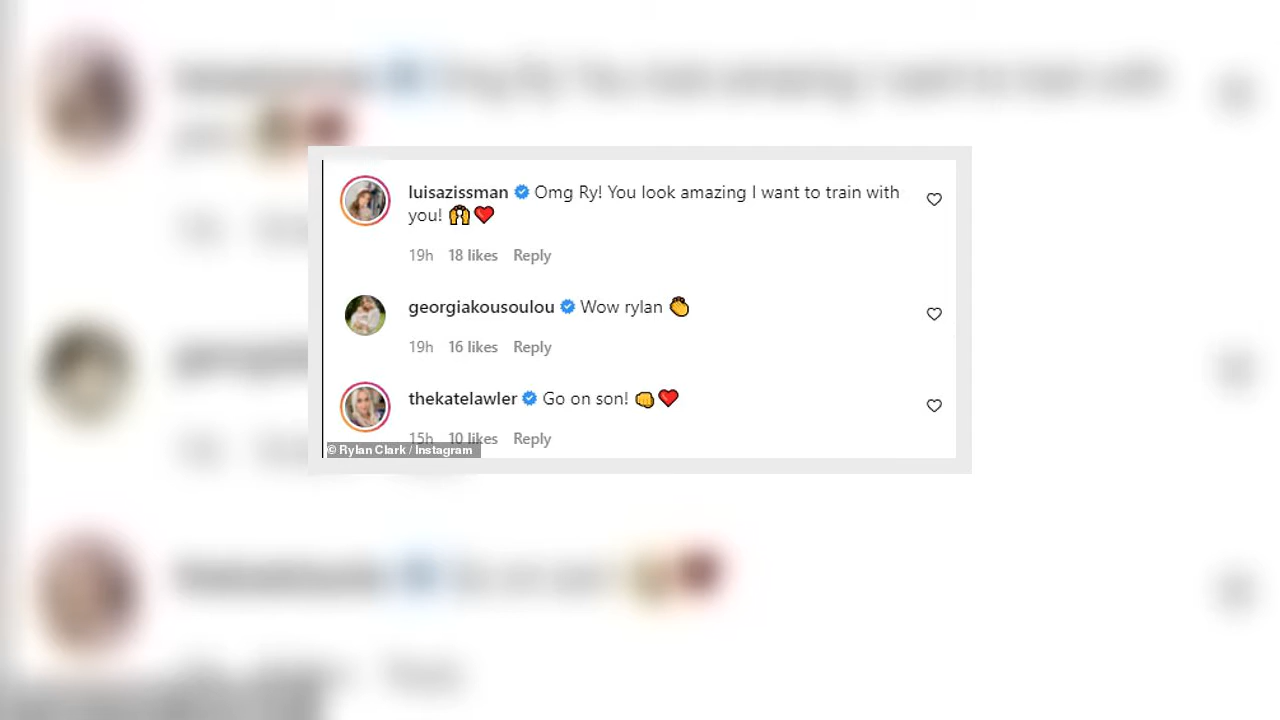 luisazissman Omg Ry! You look amazing I want to train with
you! 🙌❤️
19h 18 likes Reply
georgiakousoulou Wow rylan 👏
19h 16 likes Reply
thekatelawler Go on son! 👊❤️
15h 10 likes Reply
© Rylan Clark / Instagram